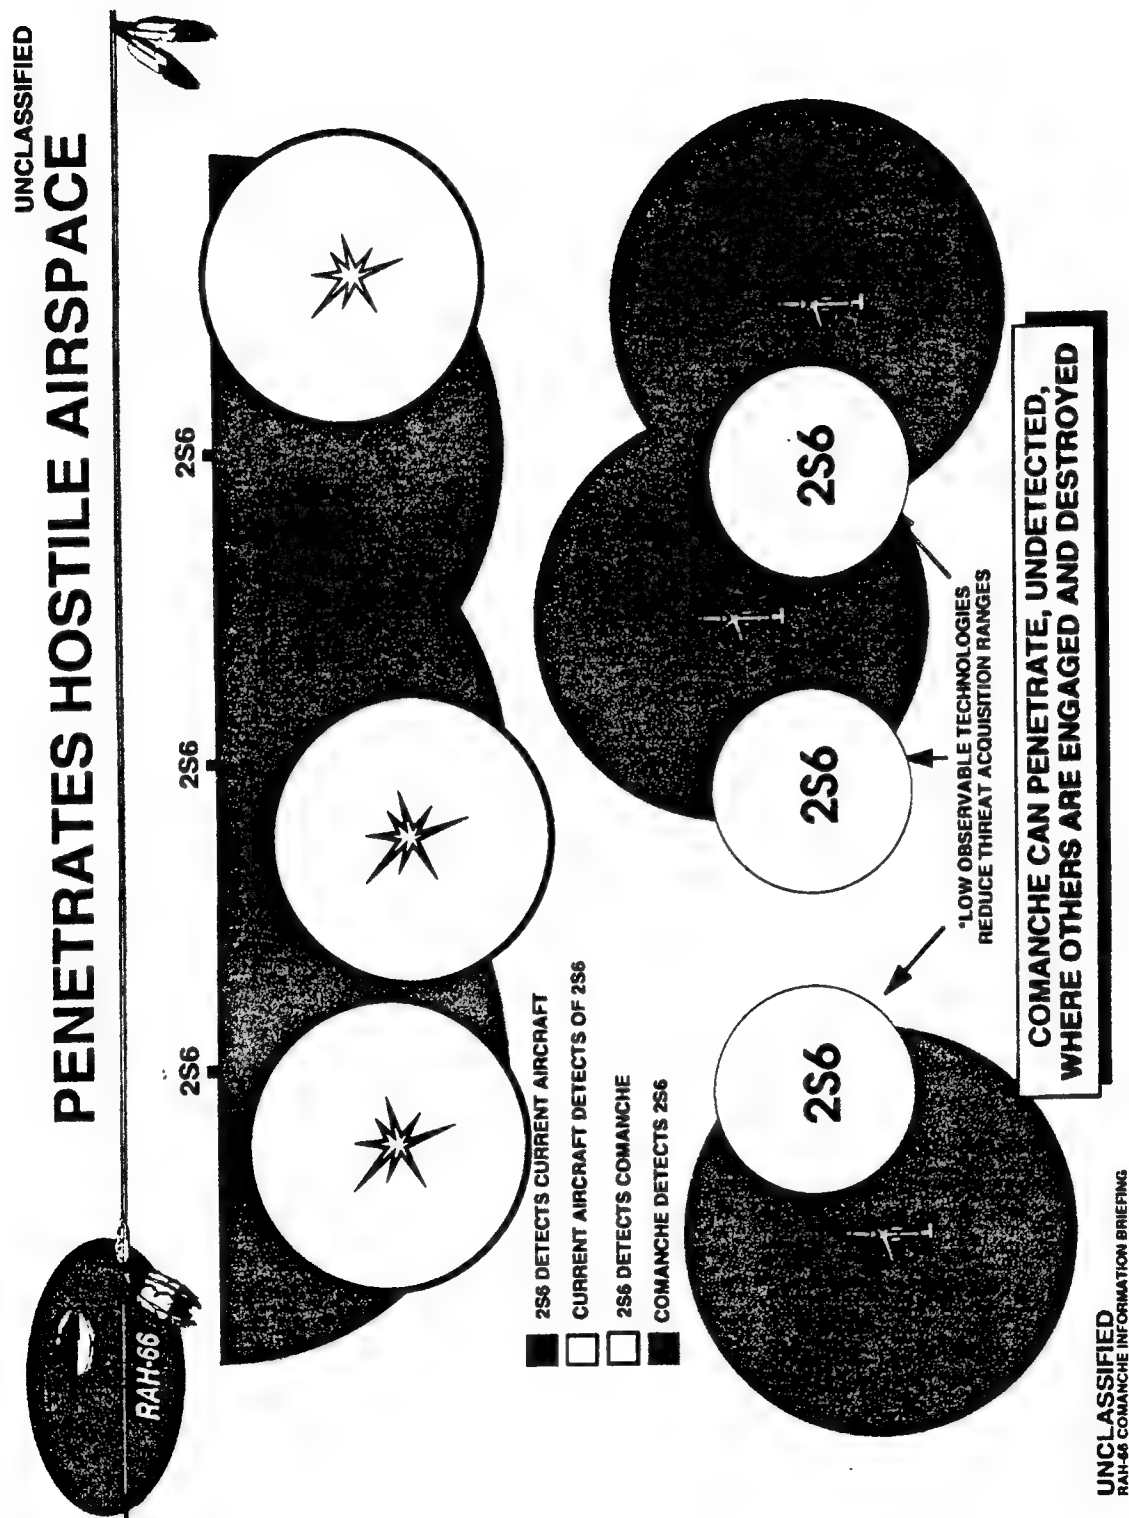 UNCLASSIFIED
PENETRATES HOSTILE AIRSPACE
RAH-66
2S6
2S6
2S6
2S6 DETECTS CURRENT AIRCRAFT
CURRENT AIRCRAFT DETECTS OF 2S6
2S6 DETECTS COMANCHE
COMANCHE DETECTS 2S6
2S6
2S6
2S6
*LOW OBSERVABLE TECHNOLOGIES
REDUCE THREAT ACQUISITION RANGES
COMANCHE CAN PENETRATE, UNDETECTED,
WHERE OTHERS ARE ENGAGED AND DESTROYED
UNCLASSIFIED
RAH-66 COMANCHE INFORMATION BRIEFING